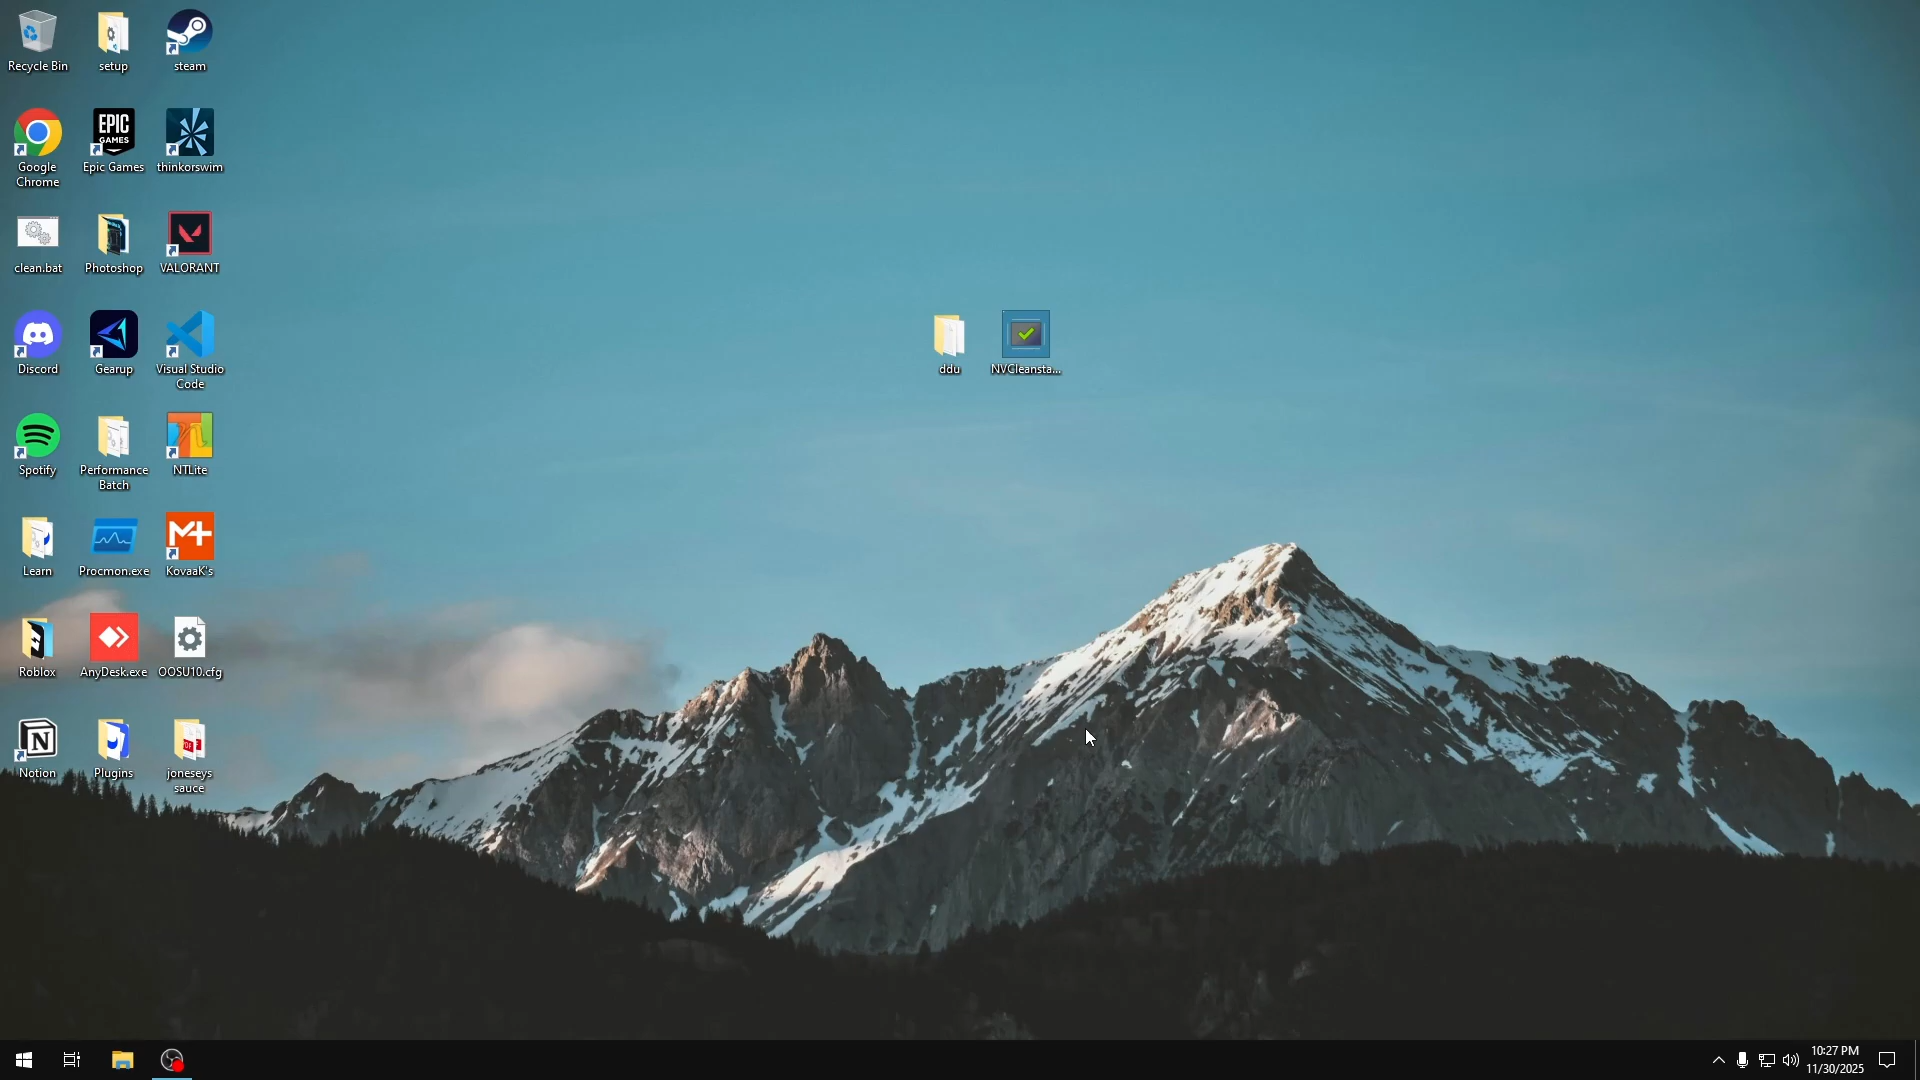 Recycle Bin
setup
steam
EPIC
GAMES
Google
Chrome
Epic Games
thinkorswim
clean.bat
Photoshop
VALORANT
Discord
Gearup
Visual Studio
Code
ddu
NVCleansta...
Spotify
Performance
Batch
NTLite
M+
Learn
Procmon.exe
KovaaK's
Roblox
AnyDesk.exe
OOSU10.cfg
N
PDF
Notion
Plugins
joneseys
sauce
10:27 PM
11/30/2025